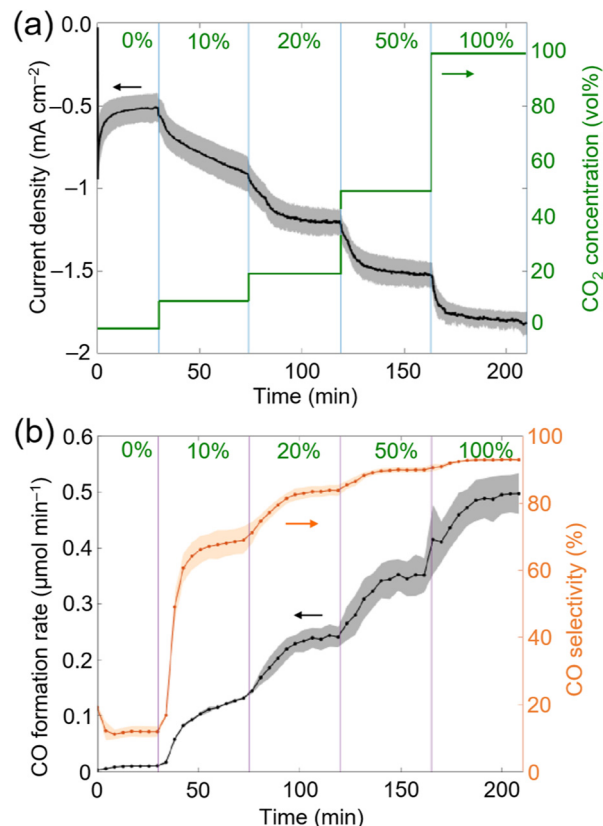 (a)
0% 10% 20% 50% 100%
0.0
−0.5
−1
−1.5
−2
Current density (mA cm⁻²)
100
80
60
40
20
0
CO₂ concentration (vol%)
0 50 100 150 200
Time (min)
(b)
0% 10% 20% 50% 100%
0.6
0.5
0.4
0.3
0.2
0.1
0
CO formation rate (μmol min⁻¹)
100
80
60
40
20
0
CO selectivity (%)
0 50 100 150 200
Time (min)